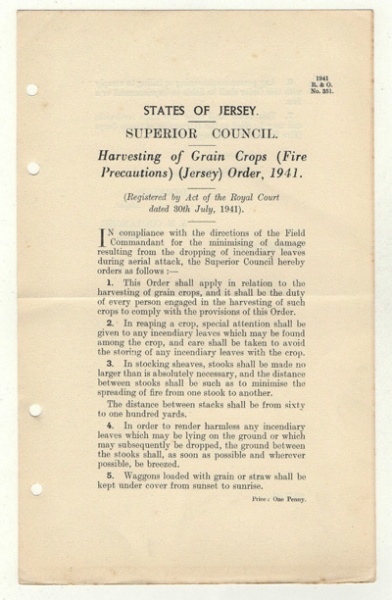 1941
R. & O.
No. 251.
STATES OF JERSEY.
SUPERIOR COUNCIL.
Harvesting of Grain Crops (Fire
Precautions) (Jersey) Order, 1941.
(Registered by Act of the Royal Court
dated 30th July, 1941).
IN compliance with the directions of the Field
Commandant for the minimising of damage
resulting from the dropping of incendiary leaves
during aerial attack, the Superior Council hereby
orders as follows :—
1. This Order shall apply in relation to the
harvesting of grain crops, and it shall be the duty
of every person engaged in the harvesting of such
crops to comply with the provisions of this Order.
2. In reaping a crop, special attention shall be
given to any incendiary leaves which may be found
among the crop, and care shall be taken to avoid
the storing of any incendiary leaves with the crop.
3. In stocking sheaves, stooks shall be made no
larger than is absolutely necessary, and the distance
between stooks shall be such as to minimise the
spreading of fire from one stook to another.
The distance between stacks shall be from sixty
to one hundred yards.
4. In order to render harmless any incendiary
leaves which may be lying on the ground or which
may subsequently be dropped, the ground between
the stooks shall, as soon as possible and wherever
possible, be breezed.
5. Waggons loaded with grain or straw shall be
kept under cover from sunset to sunrise.
Price : One Penny.